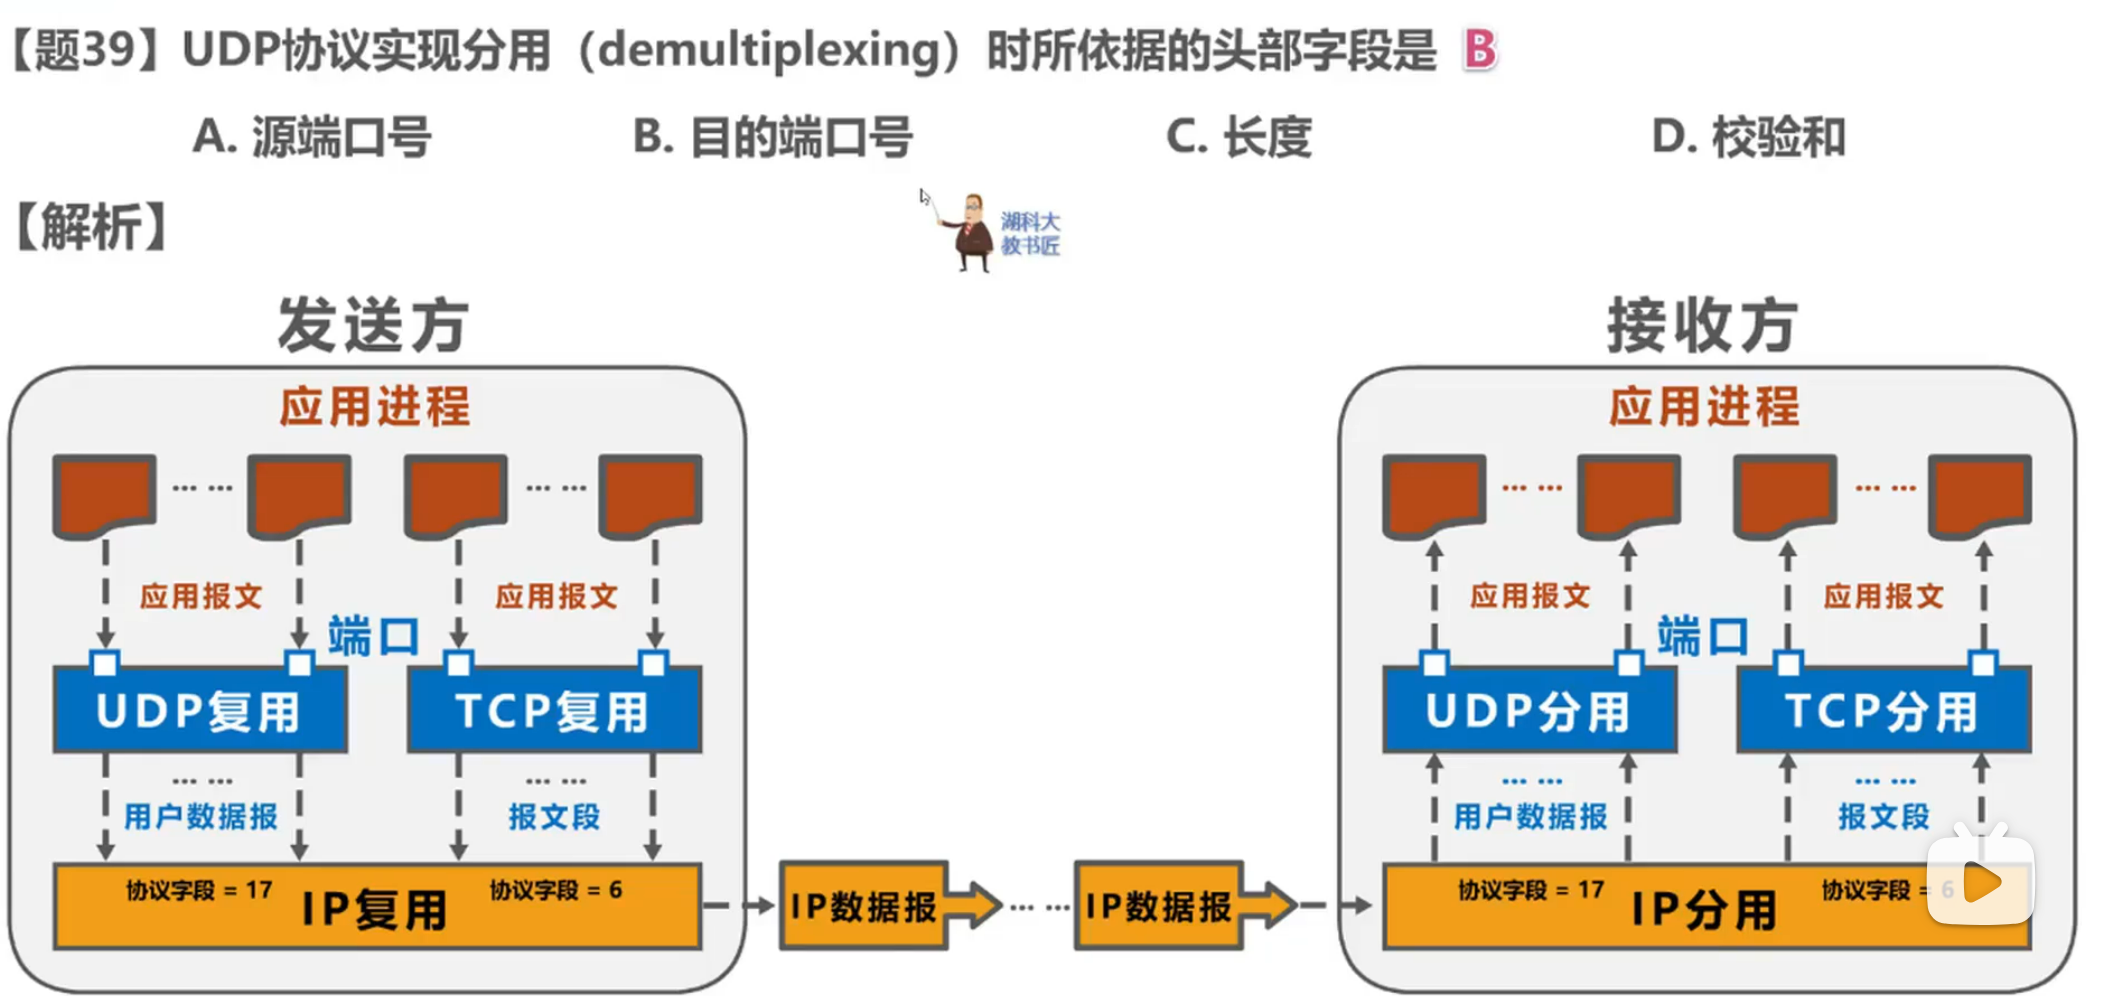 【题39】UDP协议实现分用（demultiplexing）时所依据的头部字段是 B
A. 源端口号 B. 目的端口号 C. 长度 D. 校验和
【解析】
湖科大
教书匠
发送方
应用进程
... ... ... ...
应用报文 应用报文
端口
UDP复用 TCP复用
... ... ... ...
用户数据报 报文段
协议字段 = 17 IP复用 协议字段 = 6
IP数据报 ... ... IP数据报
接收方
应用进程
... ... ... ...
应用报文 应用报文
端口
UDP分用 TCP分用
... ... ... ...
用户数据报 报文段
协议字段 = 17 IP分用 协议字段 = 6